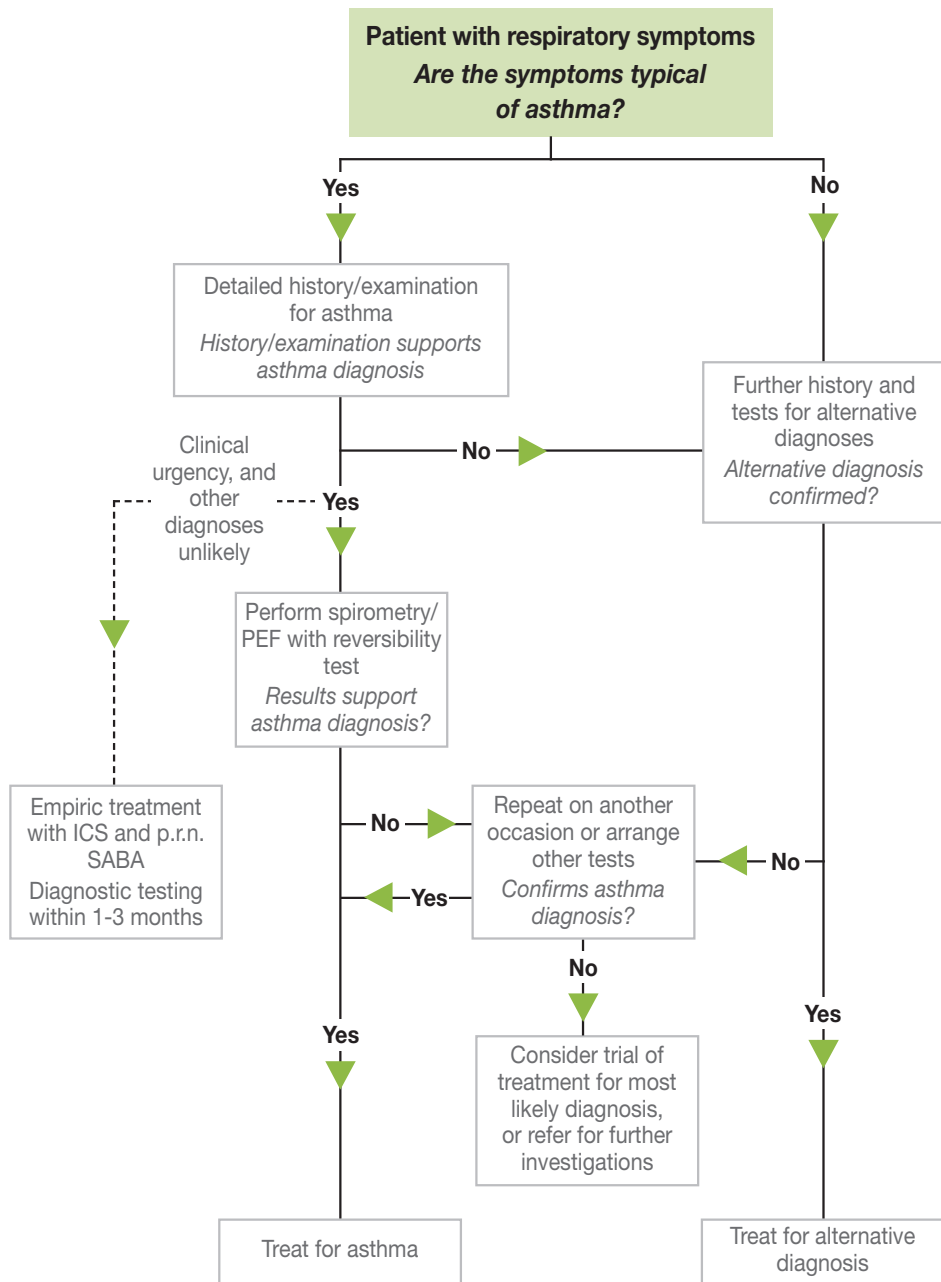 Patient with respiratory symptoms
Are the symptoms typical
of asthma?
Yes
No
Detailed history/examination
for asthma
History/examination supports
asthma diagnosis
Further history and
tests for alternative
diagnoses
Alternative diagnosis
confirmed?
No
Clinical
urgency, and
other
diagnoses
unlikely
Yes
Perform spirometry/
PEF with reversibility
test
Results support
asthma diagnosis?
Empiric treatment
with ICS and p.r.n.
SABA
Diagnostic testing
within 1-3 months
No
Repeat on another
occasion or arrange
other tests
Confirms asthma
diagnosis?
No
Yes
No
Yes
Yes
Consider trial of
treatment for most
likely diagnosis,
or refer for further
investigations
Treat for asthma
Treat for alternative
diagnosis